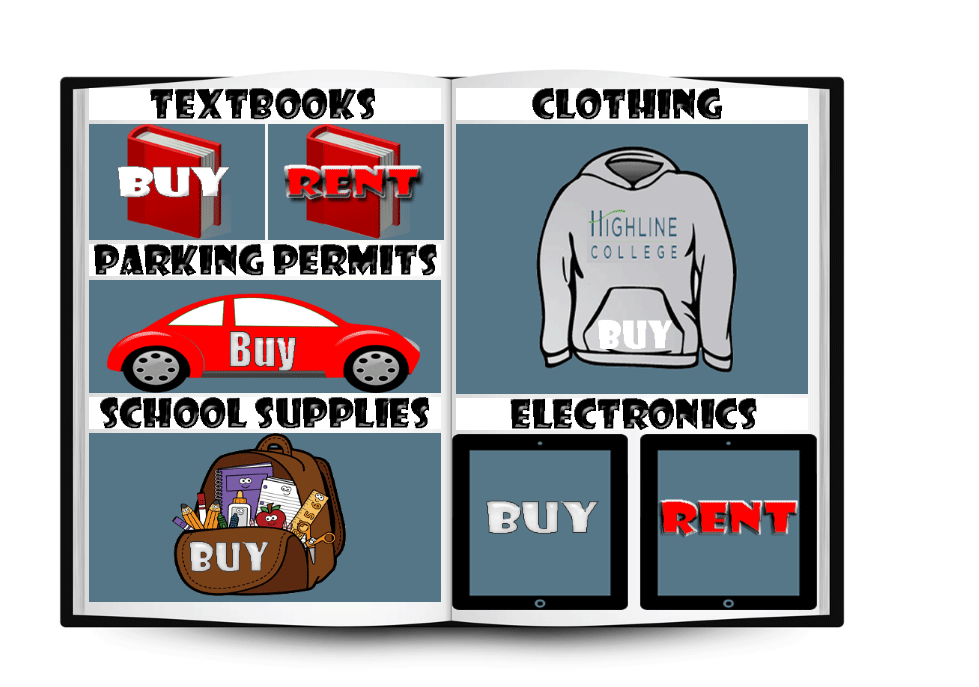 TEXTBOOKS
BUY
RENT
PARKING PERMITS
Buy
SCHOOL SUPPLIES
BUY
CLOTHING
HIGHLINE
COLLEGE
BUY
ELECTRONICS
BUY
RENT